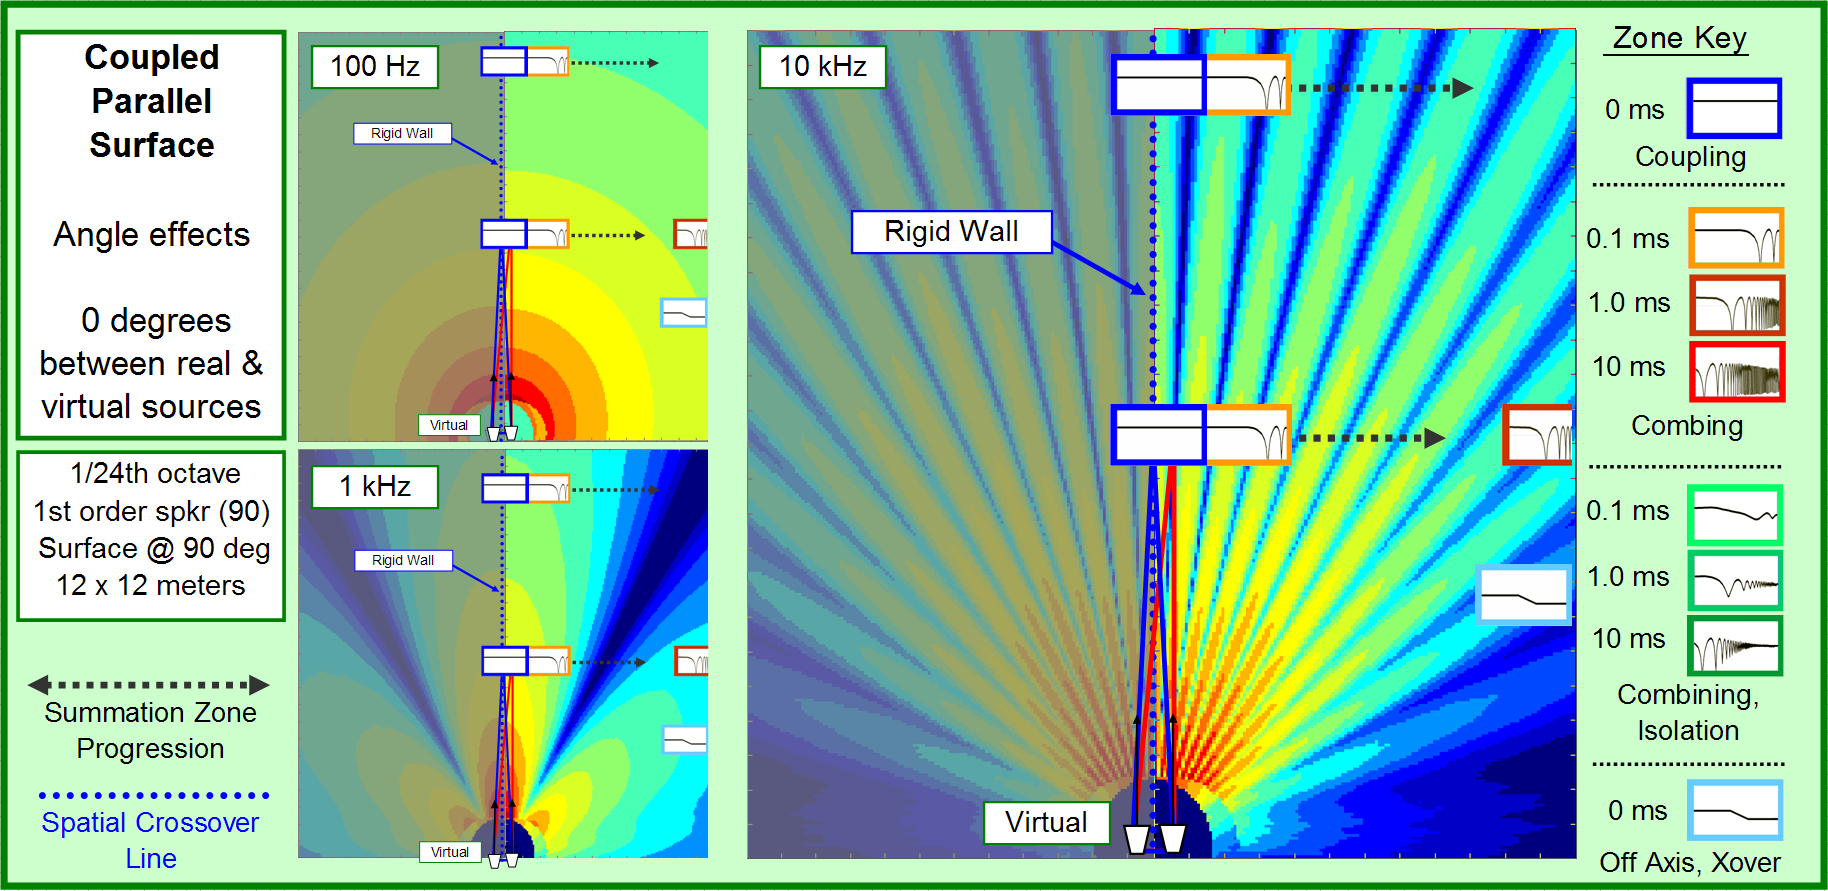 Coupled
Parallel
Surface
Angle effects
0 degrees
between real &
virtual sources
1/24th octave
1st order spkr (90)
Surface @ 90 deg
12 x 12 meters
Summation Zone
Progression
Spatial Crossover
Line
100 Hz
Rigid Wall
Virtual
1 kHz
Rigid Wall
Virtual
10 kHz
Rigid Wall
Virtual
Zone Key
0 ms
Coupling
0.1 ms
1.0 ms
10 ms
Combing
0.1 ms
1.0 ms
10 ms
Combining,
Isolation
0 ms
Off Axis, Xover